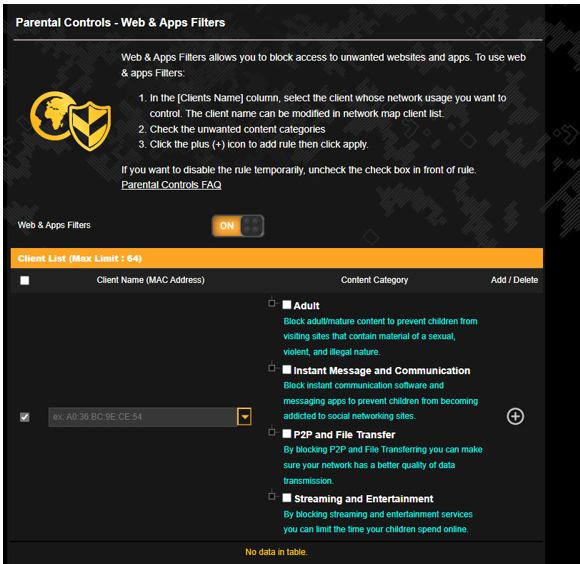 Parental Controls - Web & Apps Filters
Web & Apps Filters allows you to block access to unwanted websites and apps. To use web
& apps Filters:
1. In the [Clients Name] column, select the client whose network usage you want to
control. The client name can be modified in network map client list.
2. Check the unwanted content categories
3. Click the plus (+) icon to add rule then click apply.
If you want to disable the rule temporarily, uncheck the check box in front of rule.
Parental Controls FAQ
Web & Apps Filters
ON
Client List (Max Limit : 64)
Client Name (MAC Address)
Content Category
Add / Delete
Adult
Block adult/mature content to prevent children from
visiting sites that contain material of a sexual,
violent, and illegal nature.
Instant Message and Communication
Block instant communication software and
messaging apps to prevent children from becoming
addicted to social networking sites.
ex: A0:36:BC:9E:CE:54
P2P and File Transfer
By blocking P2P and File Transferring you can make
sure your network has a better quality of data
transmission.
Streaming and Entertainment
By blocking streaming and entertainment services
you can limit the time your children spend online.
No data in table.